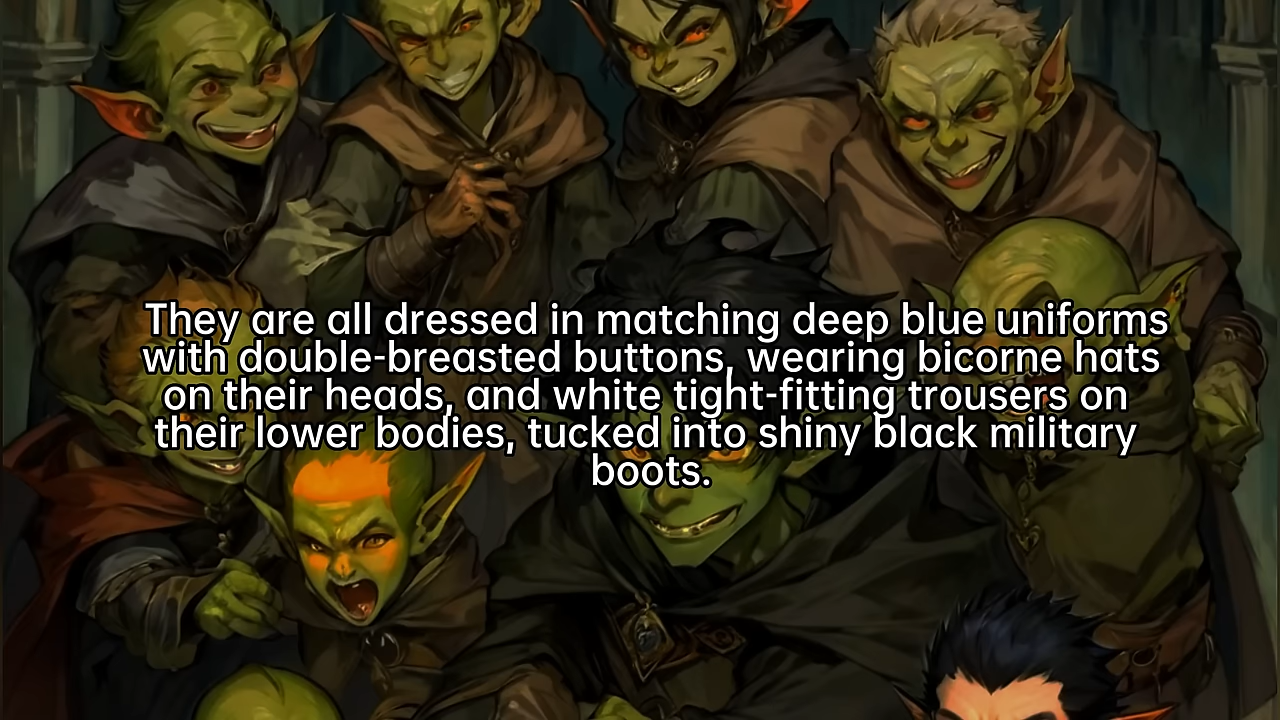 They are all dressed in matching deep blue uniforms
with double-breasted buttons, wearing bicorne hats
on their heads, and white tight-fitting trousers on
their lower bodies, tucked into shiny black military
boots.